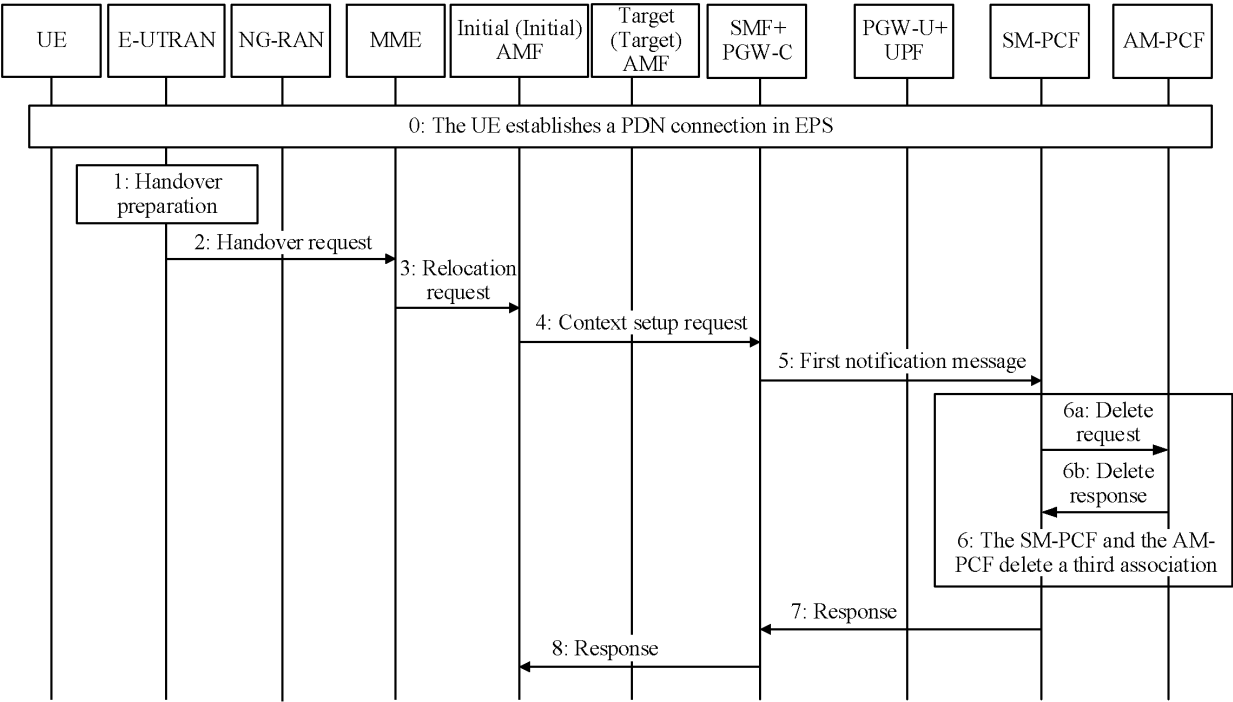 UE
E-UTRAN
NG-RAN
MME
Initial (Initial)
AMF
Target
(Target)
AMF
SMF+
PGW-C
PGW-U+
UPF
SM-PCF
AM-PCF
0: The UE establishes a PDN connection in EPS
1: Handover
preparation
2: Handover request
3: Relocation
request
4: Context setup request
5: First notification message
6a: Delete
request
6b: Delete
response
6: The SM-PCF and the AM-
PCF delete a third association
7: Response
8: Response